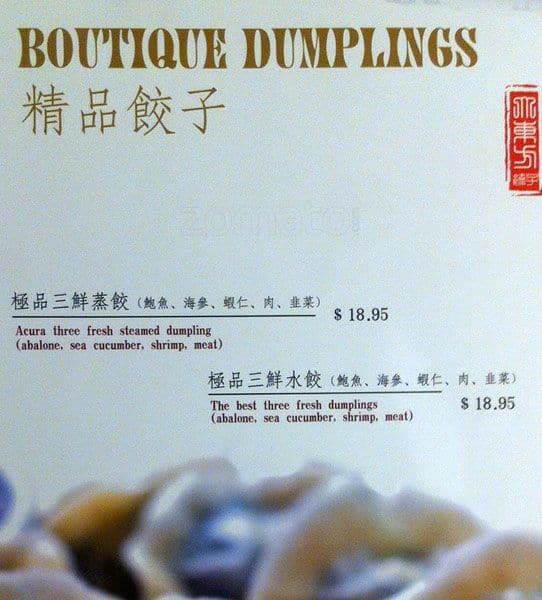 BOUTIQUE DUMPLINGS
精品餃子
zomato
極品三鮮蒸餃（鮑魚、海參、蝦仁、肉、韭菜）
$ 18.95
Acura three fresh steamed dumpling
(abalone, sea cucumber, shrimp, meat)
極品三鮮水餃（鮑魚、海參、蝦仁、肉、韭菜）
$ 18.95
The best three fresh dumplings
(abalone, sea cucumber, shrimp, meat)